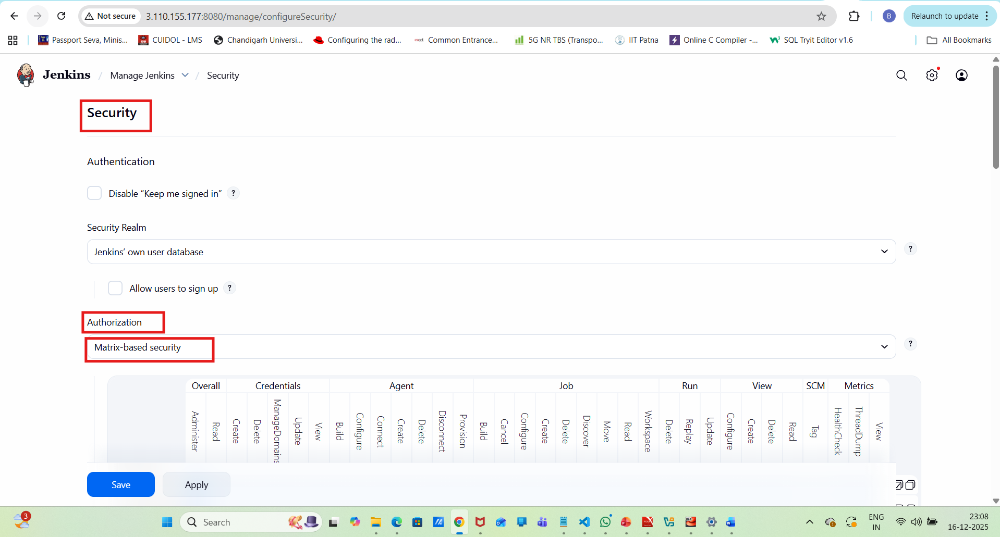 Not secure 3.110.155.177:8080/manage/configureSecurity/ B Relaunch to update
Passport Seva, Minis... CUIDOL - LMS Chandigarh Universi... Configuring the rad... Common Entrance... 5G NR TBS (Transpo... IIT Patna Online C Compiler -... SQL Tryit Editor v1.6 All Bookmarks
Jenkins / Manage Jenkins / Security
Security
Authentication
Disable “Keep me signed in” ?
Security Realm
Jenkins’ own user database ?
Allow users to sign up ?
Authorization
Matrix-based security ?
Overall Credentials Agent Job Run View SCM Metrics
Administer Read Create Delete ManageDomains Update View Build Configure Connect Create Delete Disconnect Provision Build Cancel Configure Create Delete Discover Move Read Workspace Delete Replay Update Configure Create Delete Read Tag HealthCheck ThreadDump View
Save Apply
3 Search ENG 23:08
IN 16-12-2025